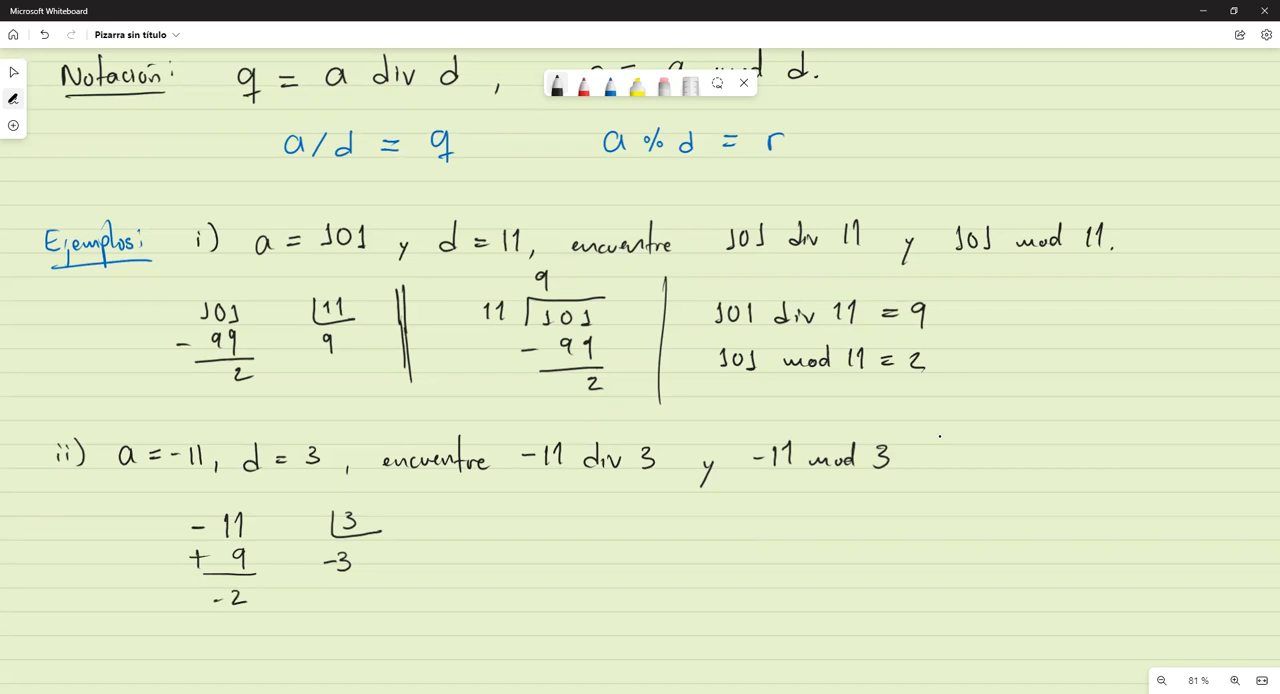 Microsoft Whiteboard
Pizarra sin título
Notación: q = a div d, d.
a/d = q a % d = r
Ejemplos: i) a = 101 y d = 11, encuentre 101 div 11 y 101 mod 11.
101 11
- 99 9
2
9
11 101
- 99
2
101 div 11 = 9
101 mod 11 = 2
ii) a = -11, d = 3, encuentre -11 div 3 y -11 mod 3
- 11 3
+ 9 -3
- 2
81 %